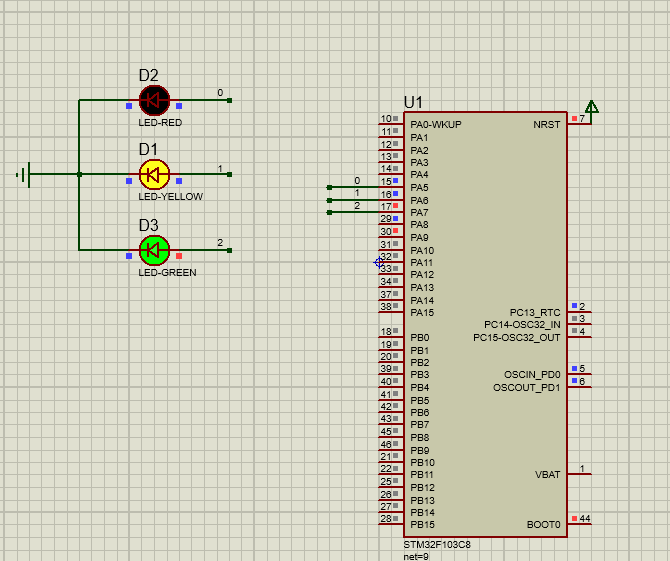 D2
0
LED-RED
D1
1
LED-YELLOW
D3
2
LED-GREEN
0
1
2
U1
10 PA0-WKUP
11 PA1
12 PA2
13 PA3
14 PA4
15 PA5
16 PA6
17 PA7
29 PA8
30 PA9
31 PA10
32 PA11
33 PA12
34 PA13
37 PA14
38 PA15
18 PB0
19 PB1
20 PB2
39 PB3
40 PB4
41 PB5
42 PB6
43 PB7
45 PB8
46 PB9
21 PB10
22 PB11
25 PB12
26 PB13
27 PB14
28 PB15
NRST 7
PC13_RTC 2
PC14-OSC32_IN 3
PC15-OSC32_OUT 4
OSCIN_PD0 5
OSCOUT_PD1 6
VBAT 1
BOOT0 44
STM32F103C8
net=9